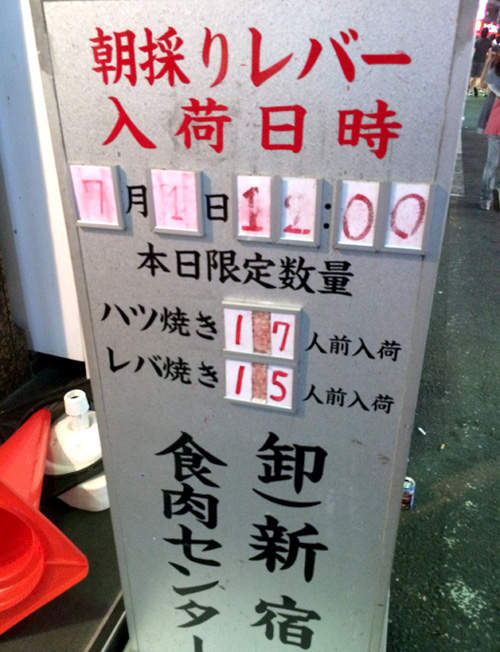 朝採りレバー
入荷日時
7月1日12:00
本日限定数量
ハツ焼き17人前入荷
レバ焼き15人前入荷
卸)新宿
食肉センター